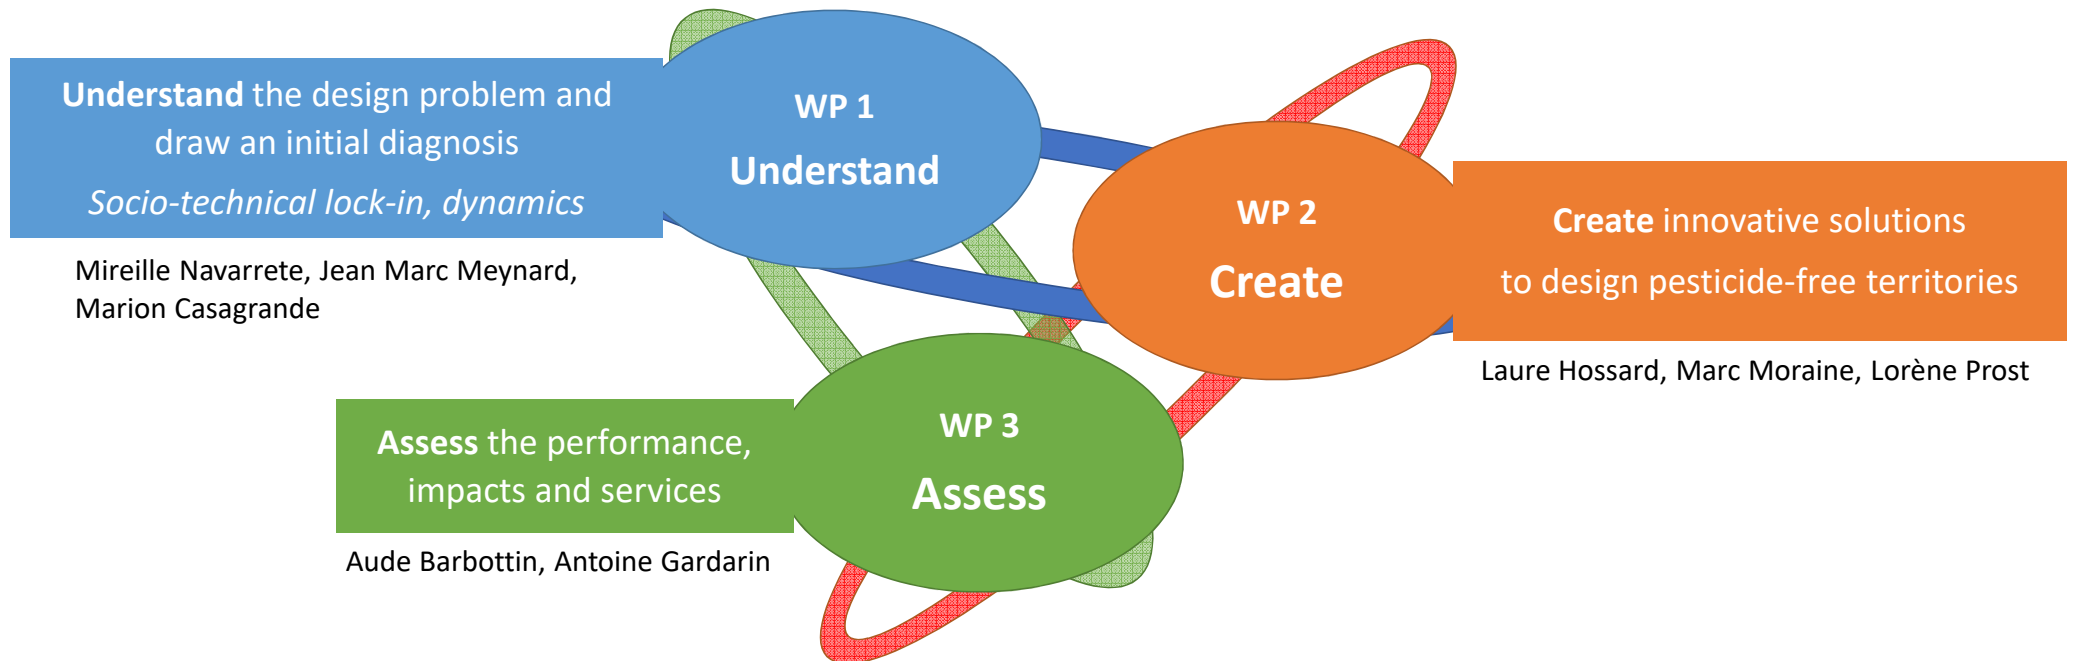 Understand the design problem and
draw an initial diagnosis
Socio-technical lock-in, dynamics
Mireille Navarrete, Jean Marc Meynard,
Marion Casagrande
WP 1
Understand
WP 2
Create
Create innovative solutions
to design pesticide-free territories
Laure Hossard, Marc Moraine, Lorène Prost
Assess the performance,
impacts and services
Aude Barbottin, Antoine Gardarin
WP 3
Assess